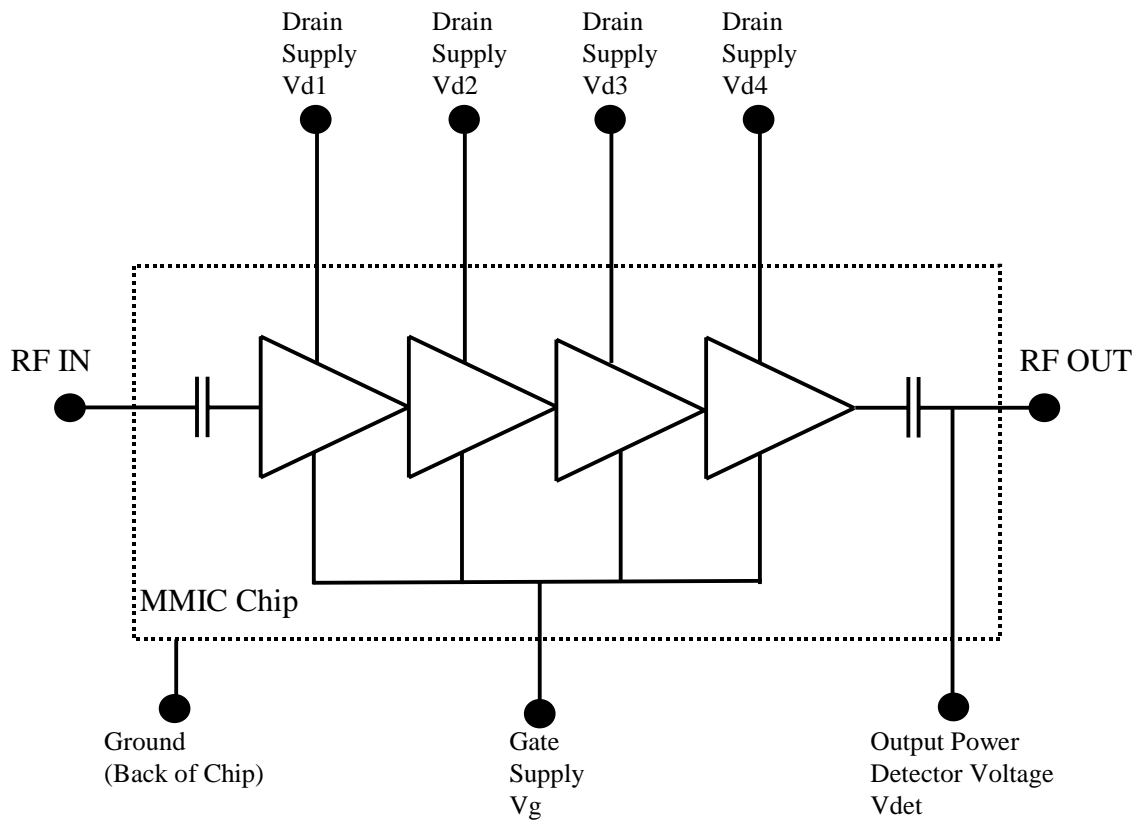 Drain
Supply
Vd1
Drain
Supply
Vd2
Drain
Supply
Vd3
Drain
Supply
Vd4
RF IN
RF OUT
MMIC Chip
Ground
(Back of Chip)
Gate
Supply
Vg
Output Power
Detector Voltage
Vdet